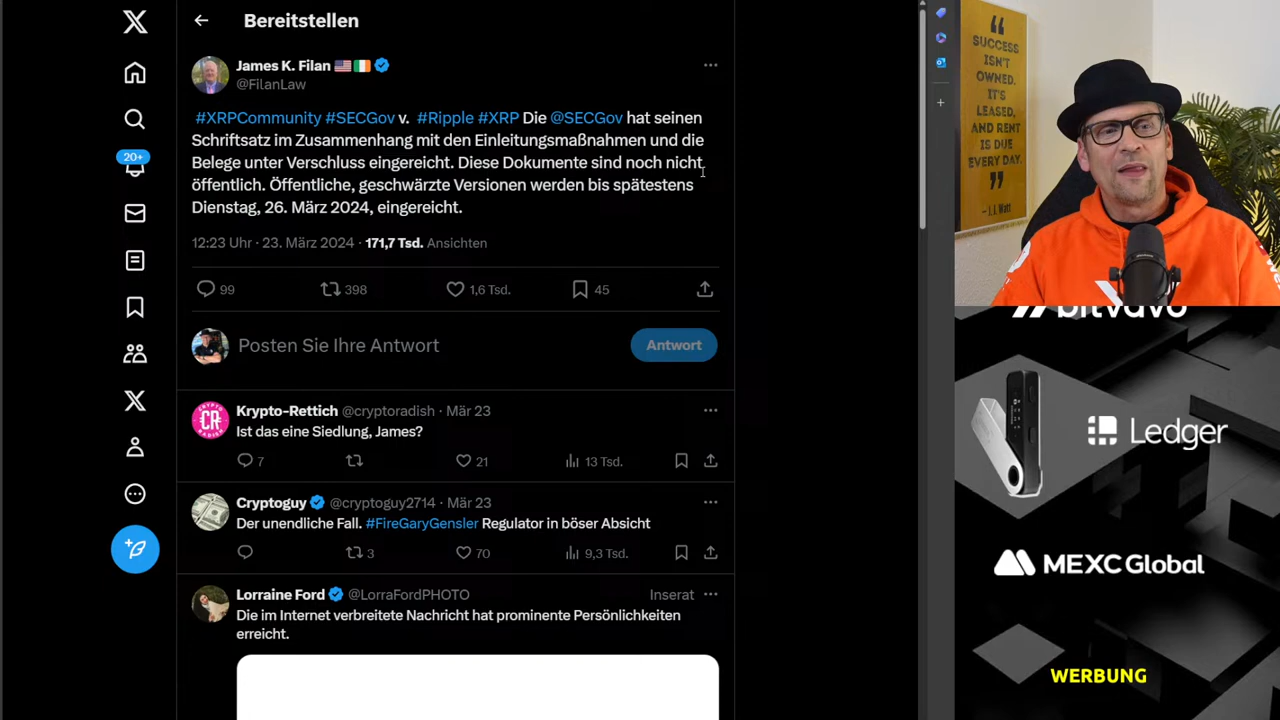 Bereitstellen
James K. Filan
@FilanLaw
#XRPCommunity #SECGov v. #Ripple #XRP Die @SECGov hat seinen
Schriftsatz im Zusammenhang mit den Einleitungsmaßnahmen und die
Belege unter Verschluss eingereicht. Diese Dokumente sind noch nicht
öffentlich. Öffentliche, geschwärzte Versionen werden bis spätestens
Dienstag, 26. März 2024, eingereicht.
12:23 Uhr · 23. März 2024 · 171,7 Tsd. Ansichten
99 398 1,6 Tsd. 45
20+
Posten Sie Ihre Antwort
Antwort
Krypto-Rettich @cryptoradish · Mär 23
Ist das eine Siedlung, James?
7 21 13 Tsd.
Cryptoguy @cryptoguy2714 · Mär 23
Der unendliche Fall. #FireGaryGensler Regulator in böser Absicht
3 70 9,3 Tsd.
Lorraine Ford @LorraFordPHOTO Inserat
Die im Internet verbreitete Nachricht hat prominente Persönlichkeiten
erreicht.
CR
“
SUCCESS
ISN'T
OWNED.
IT'S
LEASED,
AND RENT
IS DUE
EVERY DAY.
”
- J.J. Watt
bitvavo
Ledger
MEXC Global
WERBUNG